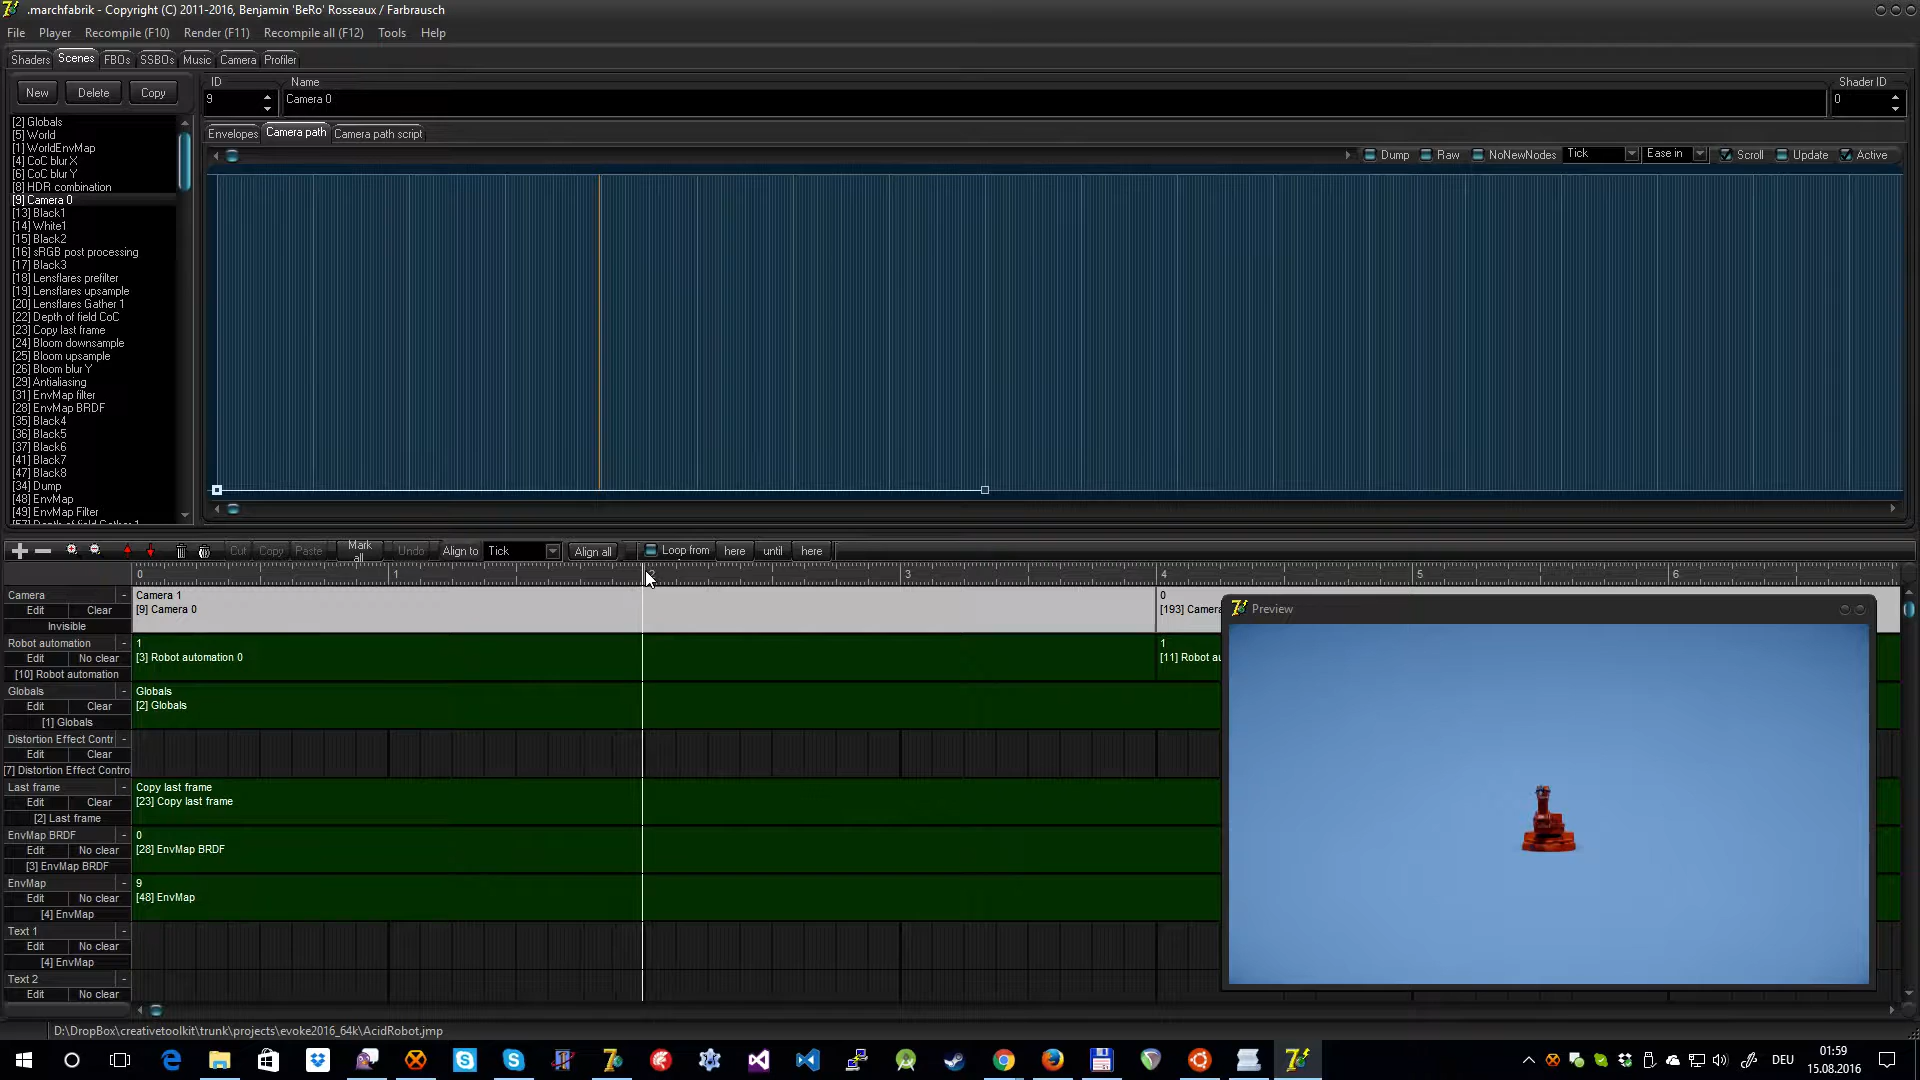 .marchfabrik - Copyright (C) 2011-2016, Benjamin 'BeRo' Rosseaux / Farbrausch
File Player Recompile (F10) Render (F11) Recompile all (F12) Tools Help
Shaders Scenes FBOs SSBOs Music Camera Profiler
ID Name Shader ID
New Delete Copy 9 Camera 0 0
[2] Globals
[5] World
[1] WorldEnvMap
[4] CoC blur X
[6] CoC blur Y
[8] HDR combination
[9] Camera 0
[13] Black1
[14] White1
[15] Black2
[16] sRGB post processing
[17] Black3
[18] Lensflares prefilter
[19] Lensflares upsample
[20] Lensflares Gather 1
[22] Depth of field CoC
[23] Copy last frame
[24] Bloom downsample
[25] Bloom upsample
[26] Bloom blur Y
[29] Antialiasing
[31] EnvMap filter
[28] EnvMap BRDF
[35] Black4
[36] Black5
[37] Black6
[41] Black7
[47] Black8
[34] Dump
[48] EnvMap
[49] EnvMap Filter
[57] Depth of field Gather 1
Envelopes Camera path Camera path script
Dump Raw NoNewNodes Tick Ease in Scroll Update Active
Cut Copy Paste Mark all Undo Align to Tick Align all Loop from here until here
0 1 2 3 4 5 6
Camera -
Edit Clear
Invisible
Camera 1
[9] Camera 0
0
[193] Camera
Robot automation -
Edit No clear
[10] Robot automation
1
[3] Robot automation 0
1
[11] Robot au
Globals -
Edit Clear
[1] Globals
Globals
[2] Globals
Distortion Effect Contr -
Edit Clear
[7] Distortion Effect Contro
Last frame -
Edit Clear
[2] Last frame
Copy last frame
[23] Copy last frame
EnvMap BRDF -
Edit No clear
[3] EnvMap BRDF
0
[28] EnvMap BRDF
EnvMap -
Edit No clear
[4] EnvMap
9
[48] EnvMap
Text 1 -
Edit No clear
[4] EnvMap
Text 2 -
Edit No clear
Preview
D:\DropBox\creativetoolkit\trunk\projects\evoke2016_64k\AcidRobot.jmp
DEU
01:59
15.08.2016